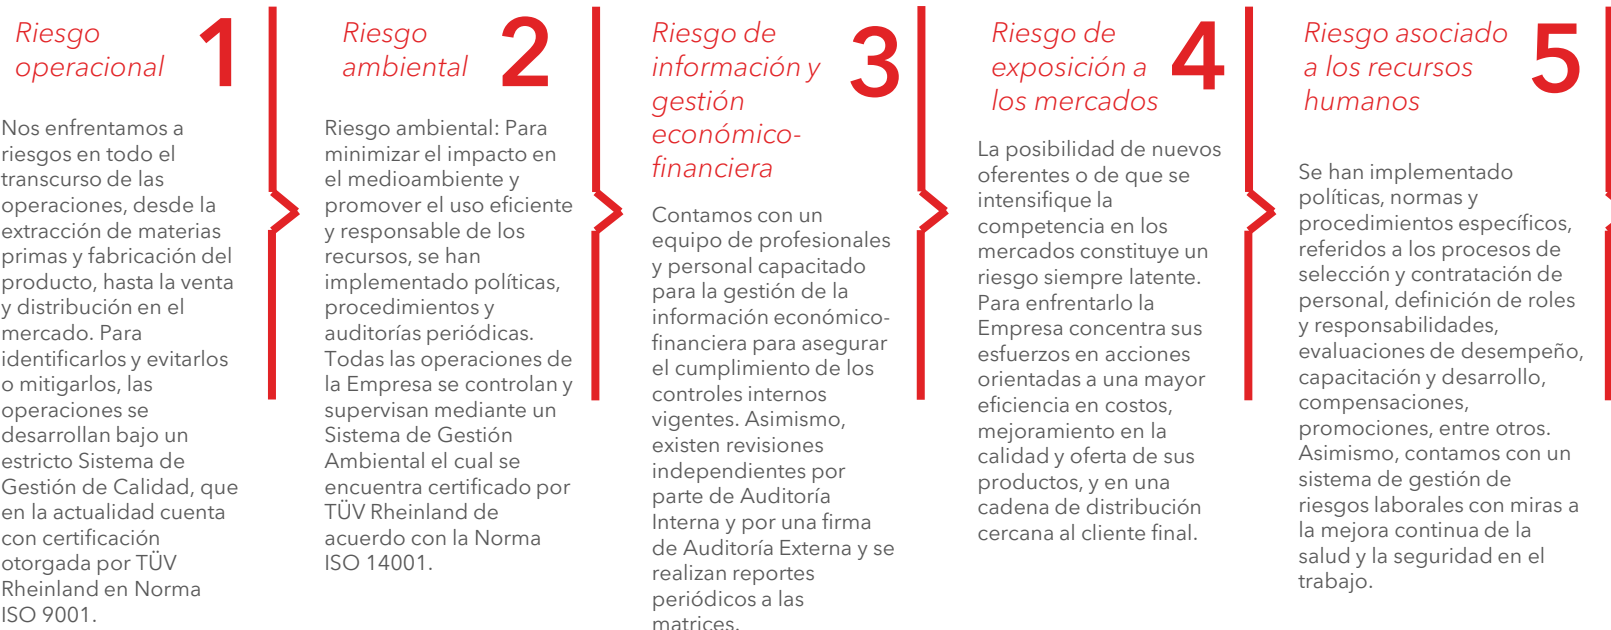 Riesgo
operacional
1
Nos enfrentamos a
riesgos en todo el
transcurso de las
operaciones, desde la
extracción de materias
primas y fabricación del
producto, hasta la venta
y distribución en el
mercado. Para
identificarlos y evitarlos
o mitigarlos, las
operaciones se
desarrollan bajo un
estricto Sistema de
Gestión de Calidad, que
en la actualidad cuenta
con certificación
otorgada por TÜV
Rheinland en Norma
ISO 9001.
Riesgo
ambiental
2
Riesgo ambiental: Para
minimizar el impacto en
el medioambiente y
promover el uso eficiente
y responsable de los
recursos, se han
implementado políticas,
procedimientos y
auditorías periódicas.
Todas las operaciones de
la Empresa se controlan y
supervisan mediante un
Sistema de Gestión
Ambiental el cual se
encuentra certificado por
TÜV Rheinland de
acuerdo con la Norma
ISO 14001.
Riesgo de
información y
gestión
económico-
financiera
3
Contamos con un
equipo de profesionales
y personal capacitado
para la gestión de la
información económico-
financiera para asegurar
el cumplimiento de los
controles internos
vigentes. Asimismo,
existen revisiones
independientes por
parte de Auditoría
Interna y por una firma
de Auditoría Externa y se
realizan reportes
periódicos a las
matrices.
Riesgo de
exposición a
los mercados
4
La posibilidad de nuevos
oferentes o de que se
intensifique la
competencia en los
mercados constituye un
riesgo siempre latente.
Para enfrentarlo la
Empresa concentra sus
esfuerzos en acciones
orientadas a una mayor
eficiencia en costos,
mejoramiento en la
calidad y oferta de sus
productos, y en una
cadena de distribución
cercana al cliente final.
Riesgo asociado
a los recursos
humanos
5
Se han implementado
políticas, normas y
procedimientos específicos,
referidos a los procesos de
selección y contratación de
personal, definición de roles
y responsabilidades,
evaluaciones de desempeño,
capacitación y desarrollo,
compensaciones,
promociones, entre otros.
Asimismo, contamos con un
sistema de gestión de
riesgos laborales con miras a
la mejora continua de la
salud y la seguridad en el
trabajo.